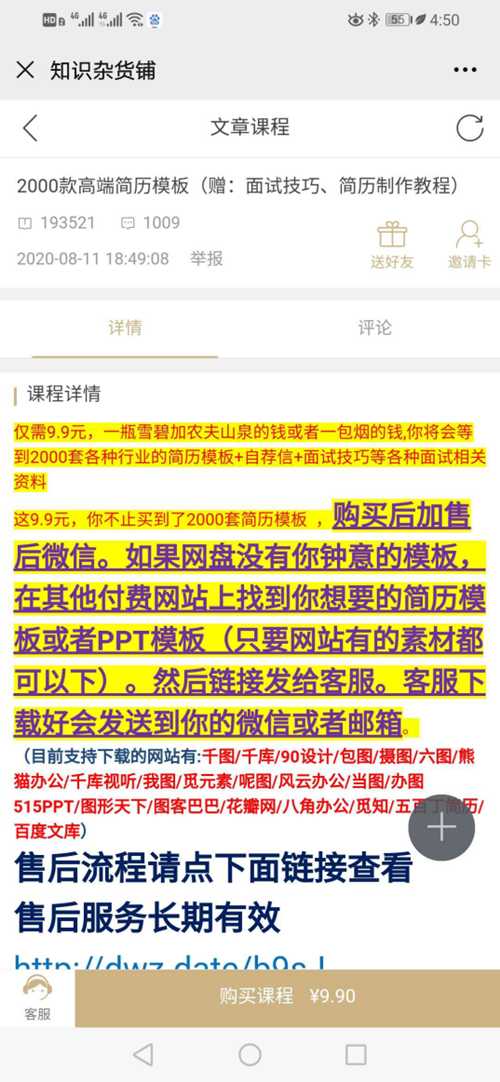 HD 2 4G 4G 55 4:50
知识杂货铺
文章课程
2000款高端简历模板（赠：面试技巧、简历制作教程）
193521 1009
2020-08-11 18:49:08 举报
送好友 邀请卡
详情 评论
课程详情
仅需9.9元，一瓶雪碧加农夫山泉的钱或者一包烟的钱,你将会等
到2000套各种行业的简历模板+自荐信+面试技巧等各种面试相关
资料
这9.9元，你不止买到了2000套简历模板 ，购买后加售
后微信。如果网盘没有你钟意的模板，
在其他付费网站上找到你想要的简历模
板或者PPT模板（只要网站有的素材都
可以下）。然后链接发给客服。客服下
载好会发送到你的微信或者邮箱。
（目前支持下载的网站有:千图/千库/90设计/包图/摄图/六图/熊
猫办公/千库视听/我图/觅元素/呢图/风云办公/当图/办图
515PPT/图形天下/图客巴巴/花瓣网/八角办公/觅知/五百丁简历/
百度文库）
售后流程请点下面链接查看
售后服务长期有效
客服
购买课程 ¥9.90